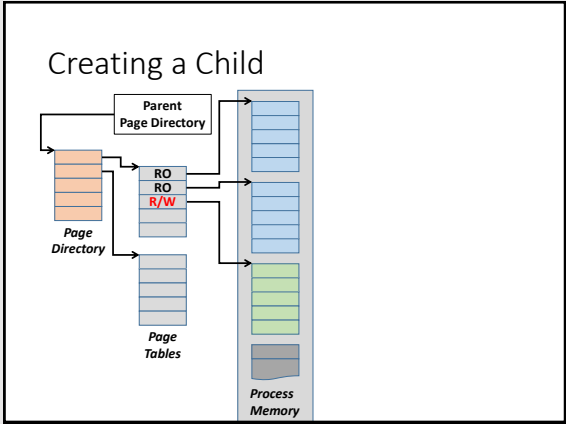 Creating a Child
Parent
Page Directory
RO
RO
R/W
Page
Directory
Page
Tables
Process
Memory